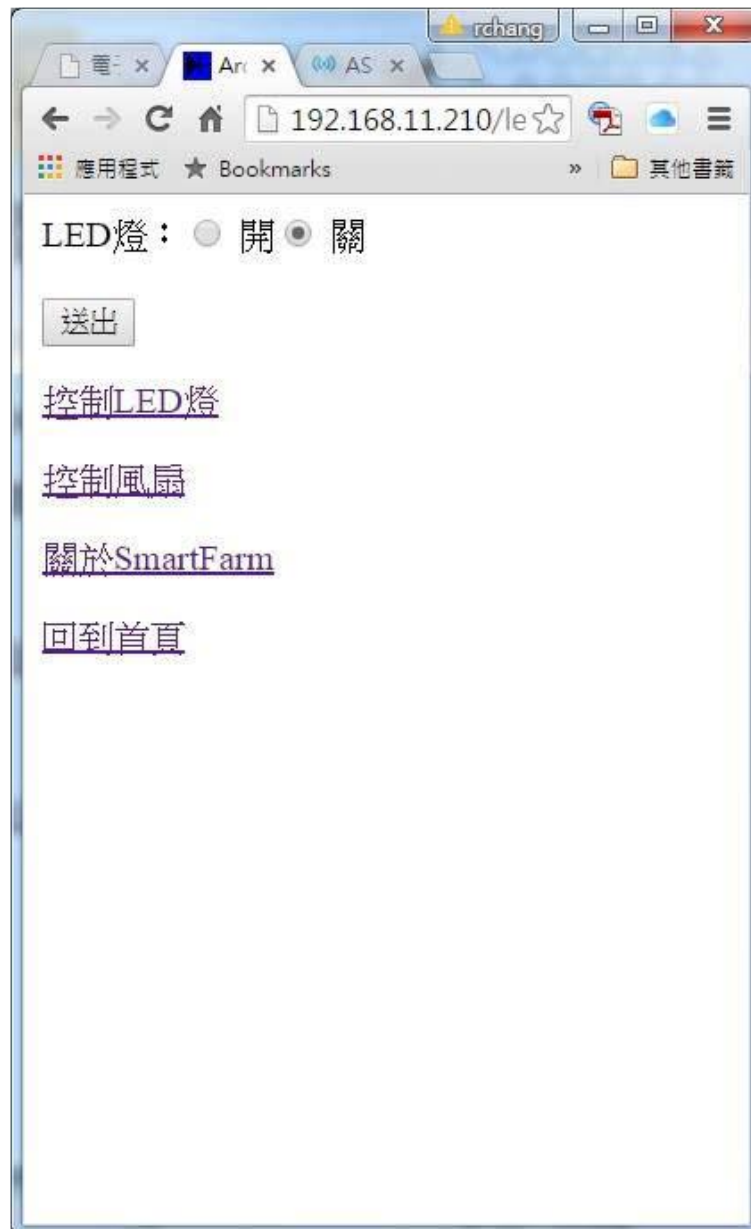 rchang
電子 Ar AS
192.168.11.210/le
應用程式 Bookmarks » 其他書籤
LED燈： 開 關
送出
控制LED燈
控制風扇
關於SmartFarm
回到首頁